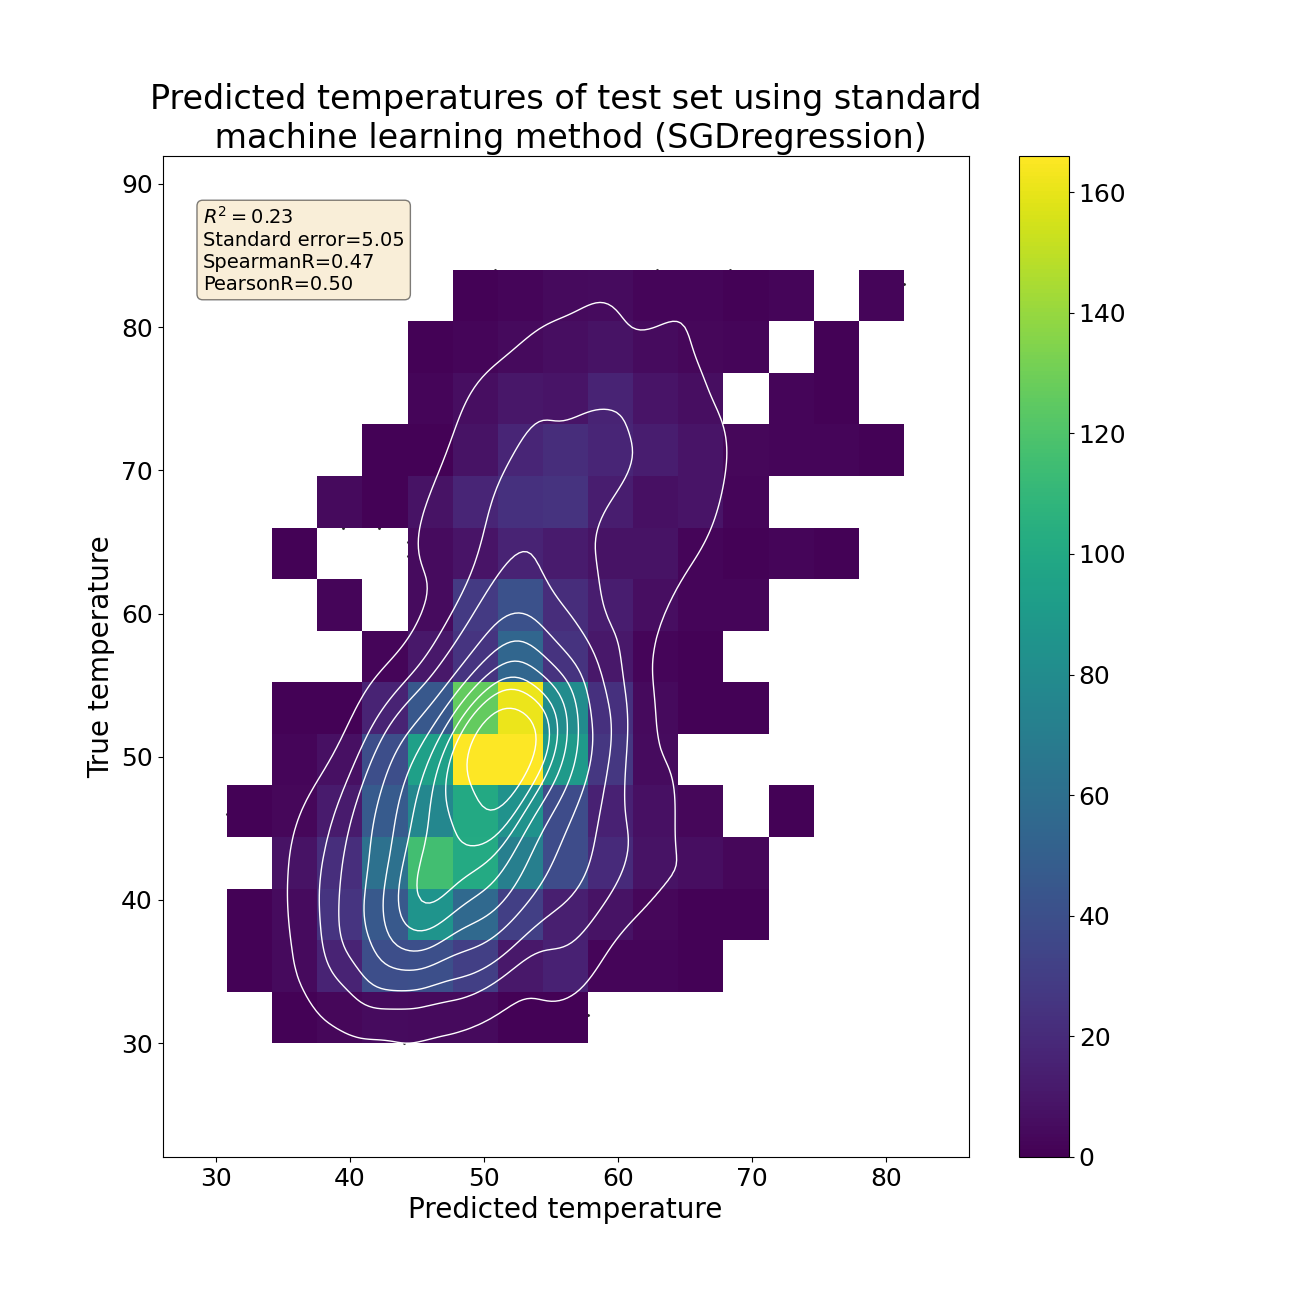 Predicted temperatures of test set using standard
machine learning method (SGDregression)
R² = 0.23
Standard error=5.05
SpearmanR=0.47
PearsonR=0.50
True temperature
90
80
70
60
50
40
30
30 40 50 60 70 80
Predicted temperature
160
140
120
100
80
60
40
20
0